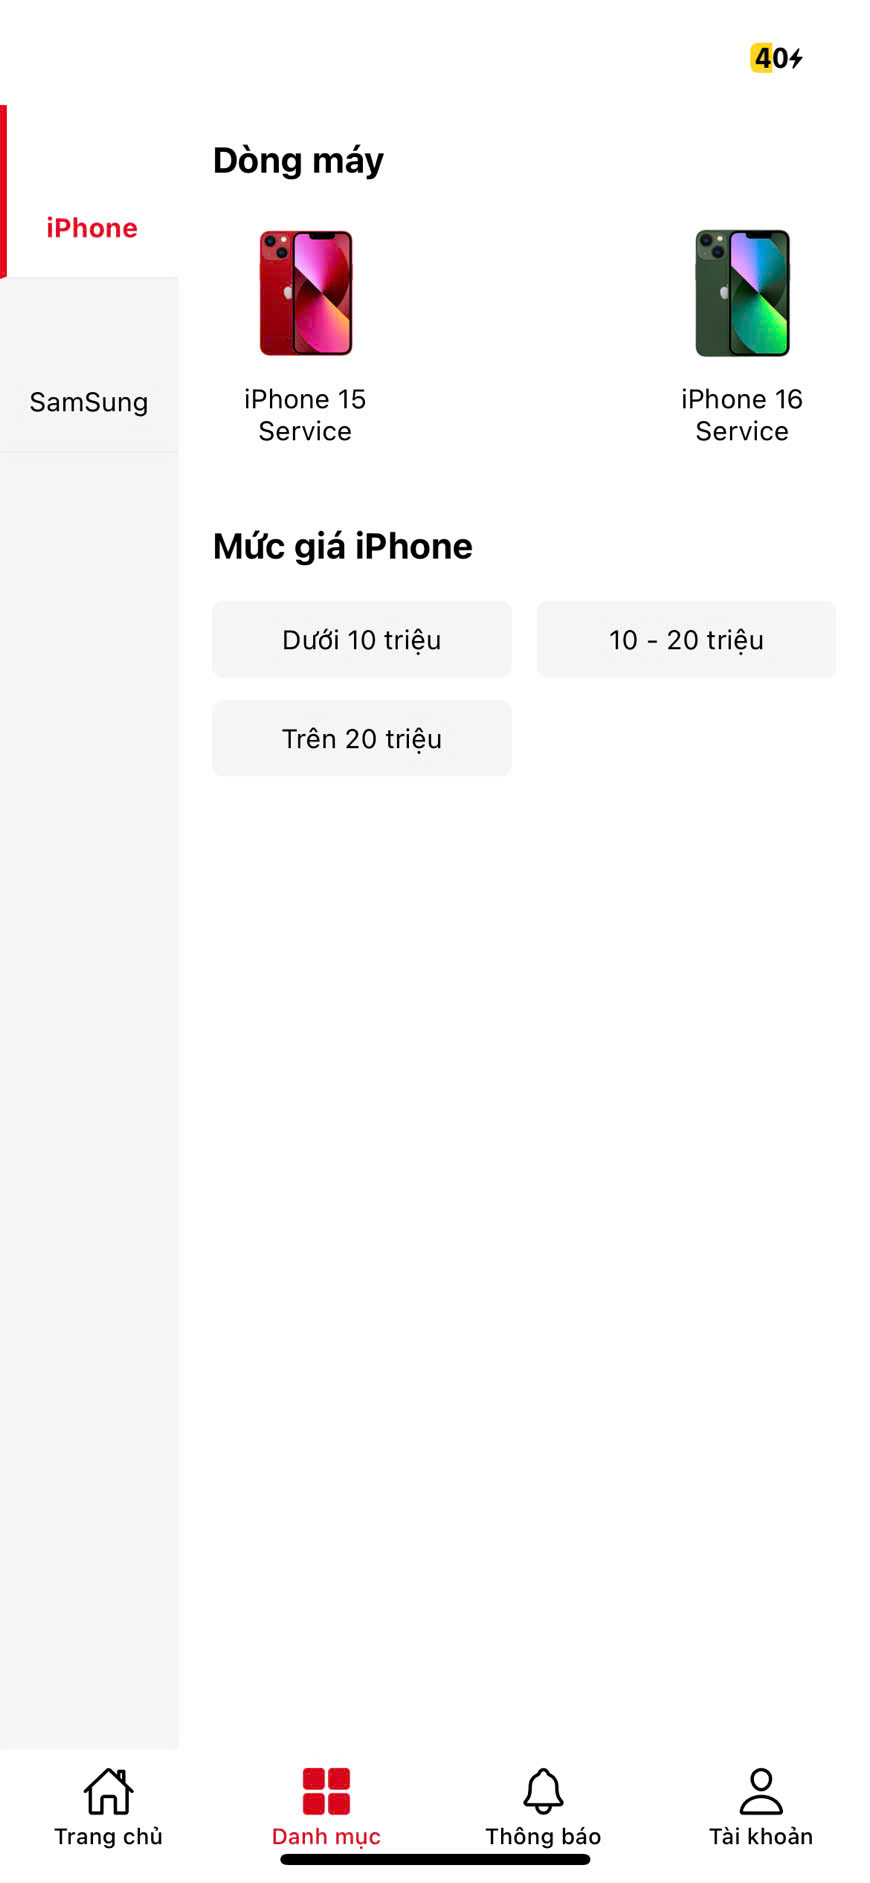 40
Dòng máy
iPhone
iPhone 15
Service
iPhone 16
Service
SamSung
Mức giá iPhone
Dưới 10 triệu
10 - 20 triệu
Trên 20 triệu
Trang chủ
Danh mục
Thông báo
Tài khoản